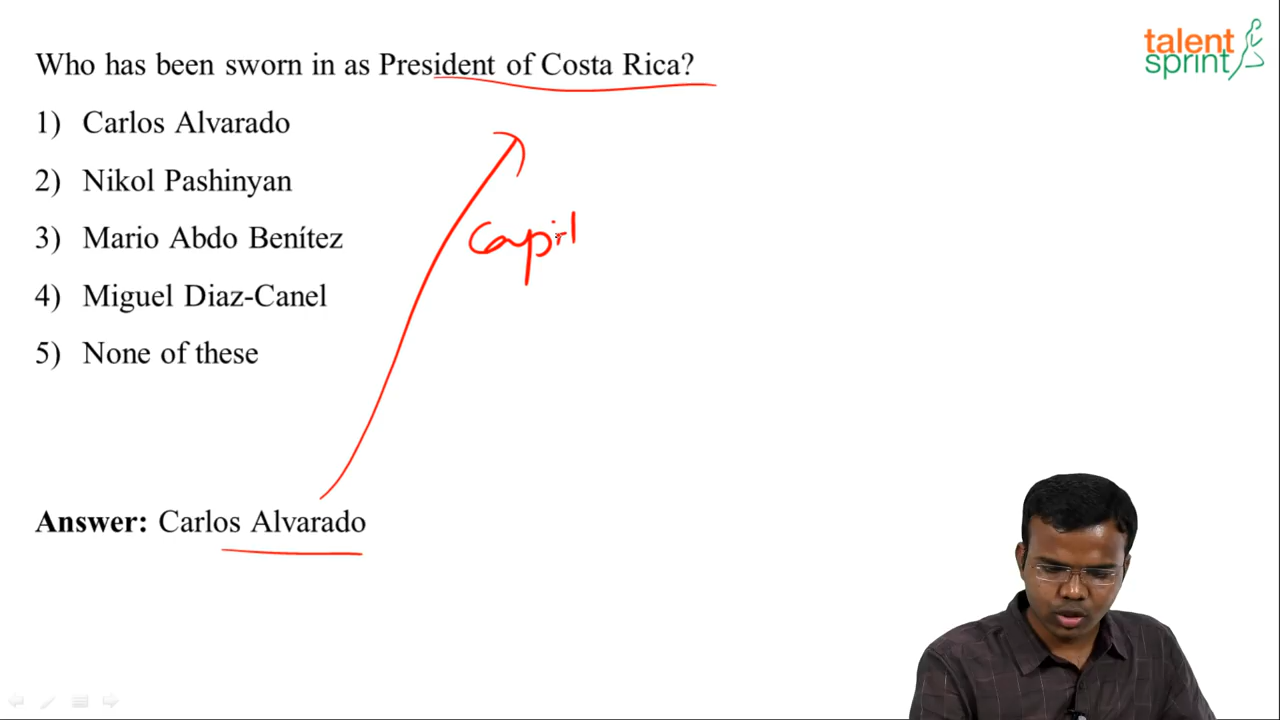 talent
sprint
Who has been sworn in as President of Costa Rica?
1) Carlos Alvarado
2) Nikol Pashinyan
3) Mario Abdo Benítez
4) Miguel Diaz-Canel
5) None of these
Capit
Answer: Carlos Alvarado